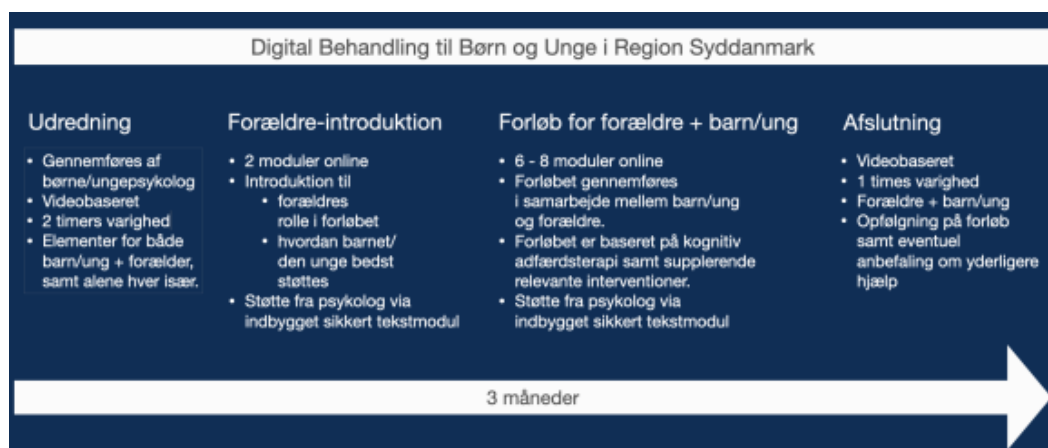 Digital Behandling til Børn og Unge i Region Syddanmark
Udredning
• Gennemføres af
børne/ungepsykolog
• Videobaseret
• 2 timers varighed
• Elementer for både
barn/ung + forælder,
samt alene hver især.
Forældre-introduktion
• 2 moduler online
• Introduktion til
• forældres
rolle i forløbet
• hvordan barnet/
den unge bedst
støttes
• Støtte fra psykolog via
indbygget sikkert tekstmodul
Forløb for forældre + barn/ung
• 6 - 8 moduler online
• Forløbet gennemføres
i samarbejde mellem barn/ung
og forældre.
• Forløbet er baseret på kognitiv
adfærdsterapi samt supplerende
relevante interventioner.
• Støtte fra psykolog via
indbygget sikkert tekstmodul
Afslutning
• Videobaseret
• 1 times varighed
• Forældre + barn/ung
• Opfølgning på forløb
samt eventuel
anbefaling om yderligere
hjælp
3 måneder